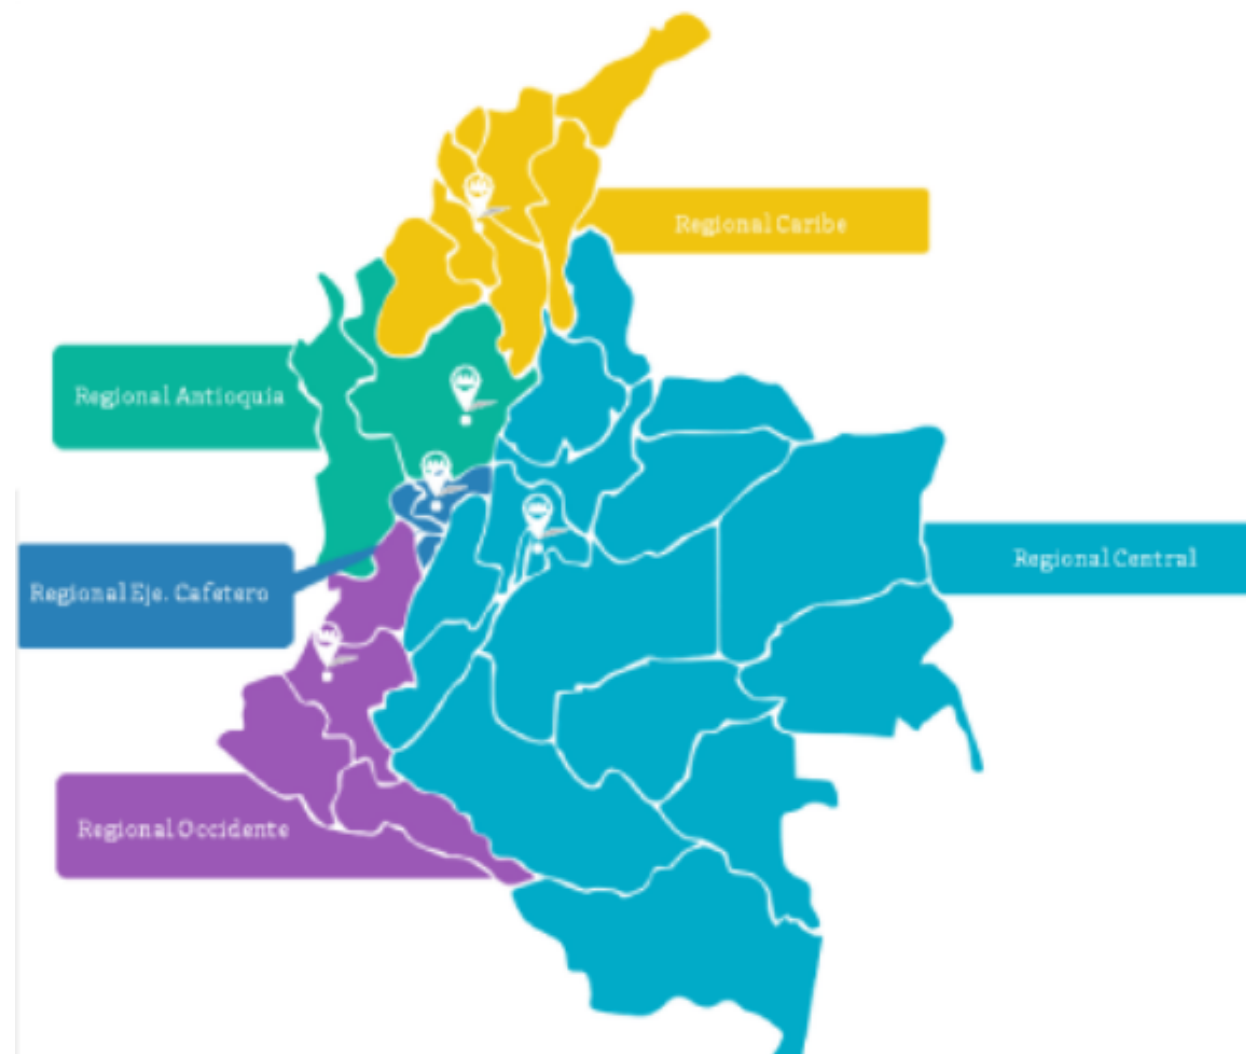 Regional Caribe
Regional Antioquia
Regional Central
Regional Eje. Cafetero
Regional Occidente